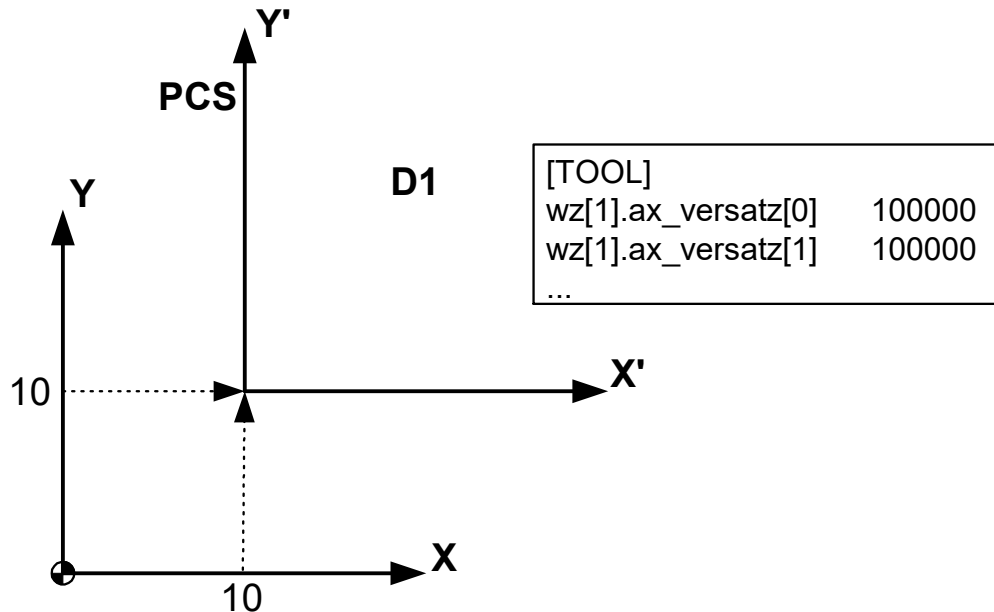 Y'
PCS
D1
Y
[TOOL]
wz[1].ax_versatz[0] 100000
wz[1].ax_versatz[1] 100000
...
X'
10
X
10